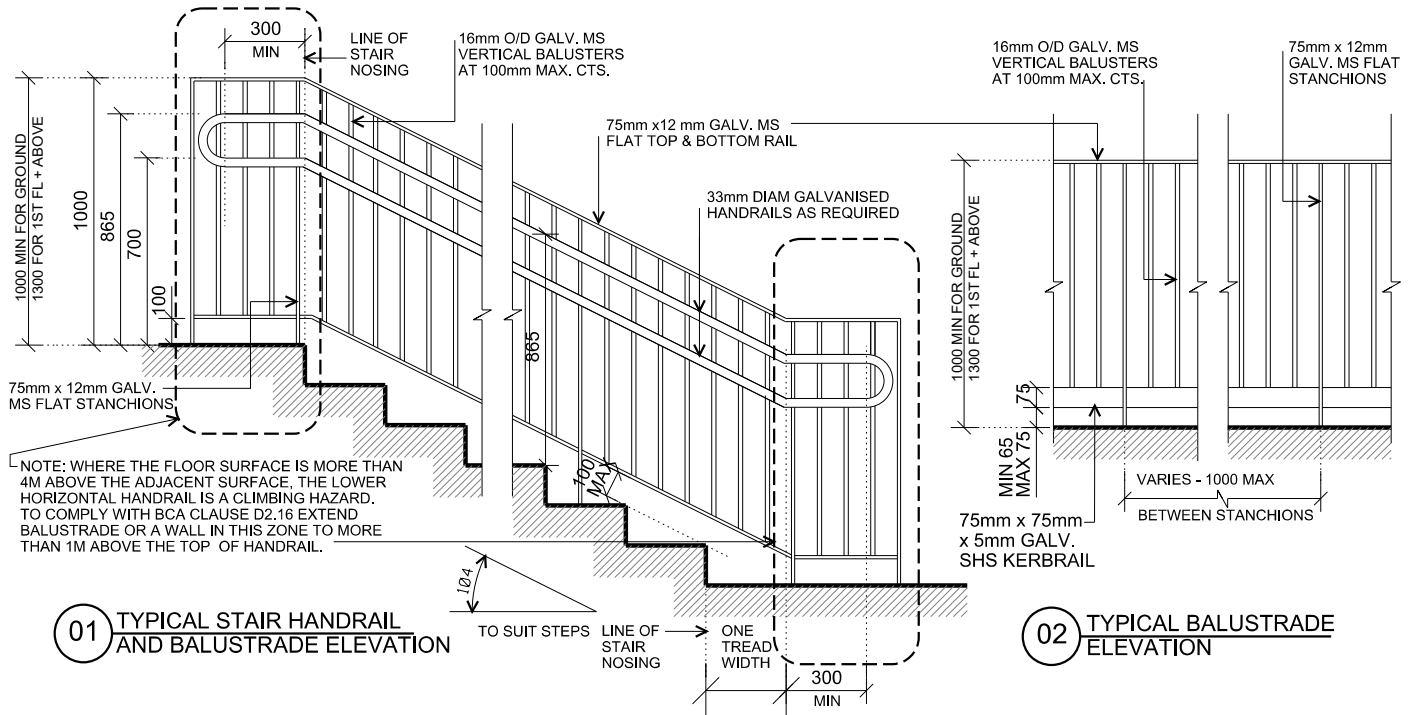 300
MIN
LINE OF
STAIR
NOSING
16mm O/D GALV. MS
VERTICAL BALUSTERS
AT 100mm MAX. CTS.
75mm x12 mm GALV. MS
FLAT TOP & BOTTOM RAIL
33mm DIAM GALVANISED
HANDRAILS AS REQUIRED
1000 MIN FOR GROUND
1300 FOR 1ST FL + ABOVE
1000
865
700
100
865
100
MAX
75mm x 12mm GALV.
MS FLAT STANCHIONS
NOTE: WHERE THE FLOOR SURFACE IS MORE THAN
4M ABOVE THE ADJACENT SURFACE, THE LOWER
HORIZONTAL HANDRAIL IS A CLIMBING HAZARD.
TO COMPLY WITH BCA CLAUSE D2.16 EXTEND
BALUSTRADE OR A WALL IN THIS ZONE TO MORE
THAN 1M ABOVE THE TOP OF HANDRAIL.
104
TO SUIT STEPS
LINE OF
STAIR
NOSING
ONE
TREAD
WIDTH
300
MIN
01
TYPICAL STAIR HANDRAIL
AND BALUSTRADE ELEVATION
16mm O/D GALV. MS
VERTICAL BALUSTERS
AT 100mm MAX. CTS.
75mm x 12mm
GALV. MS FLAT
STANCHIONS
1000 MIN FOR GROUND
1300 FOR 1ST FL + ABOVE
75
MIN 65
MAX 75
VARIES - 1000 MAX
BETWEEN STANCHIONS
75mm x 75mm
x 5mm GALV.
SHS KERBRAIL
02
TYPICAL BALUSTRADE
ELEVATION